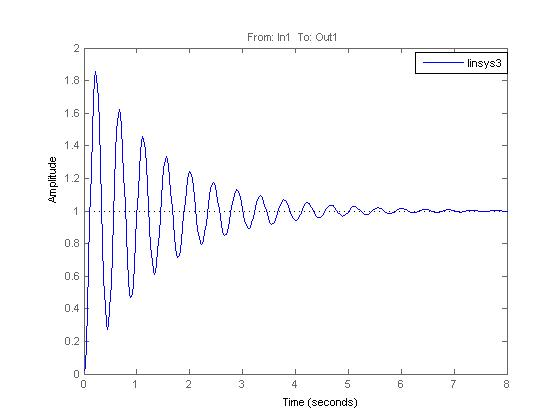 From: In1 To: Out1
linsys3
Amplitude
2
1.8
1.6
1.4
1.2
1
0.8
0.6
0.4
0.2
0
0 1 2 3 4 5 6 7 8
Time (seconds)